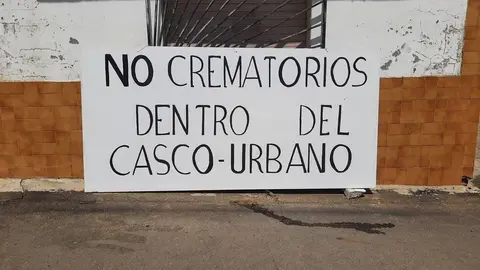 NO CREMATORIOS
DENTRO DEL
CASCO-URBANO